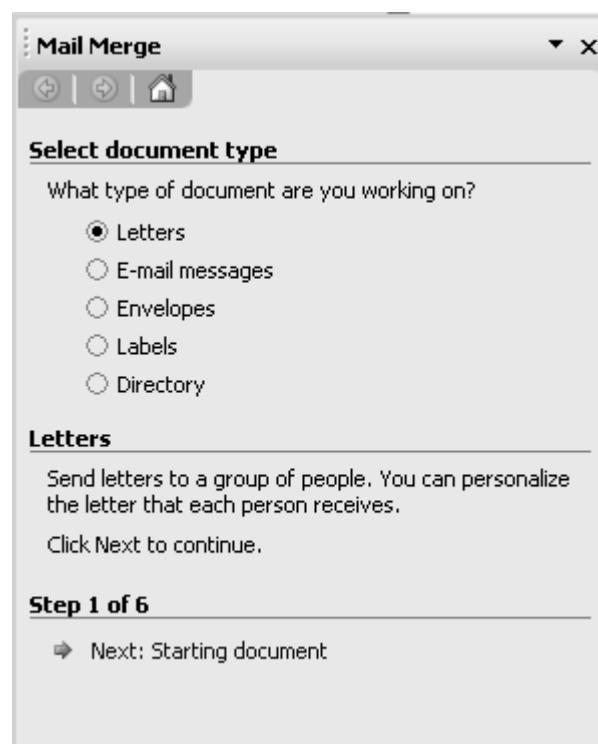 Mail Merge
Select document type
What type of document are you working on?
Letters
E-mail messages
Envelopes
Labels
Directory
Letters
Send letters to a group of people. You can personalize
the letter that each person receives.
Click Next to continue.
Step 1 of 6
Next: Starting document